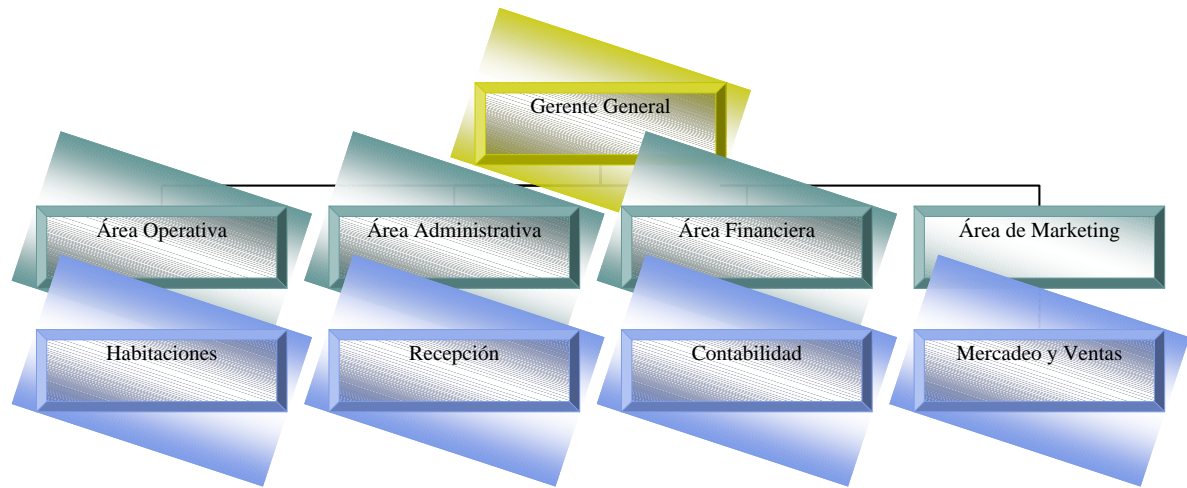 Gerente General
Área Operativa
Área Administrativa
Área Financiera
Área de Marketing
Habitaciones
Recepción
Contabilidad
Mercadeo y Ventas